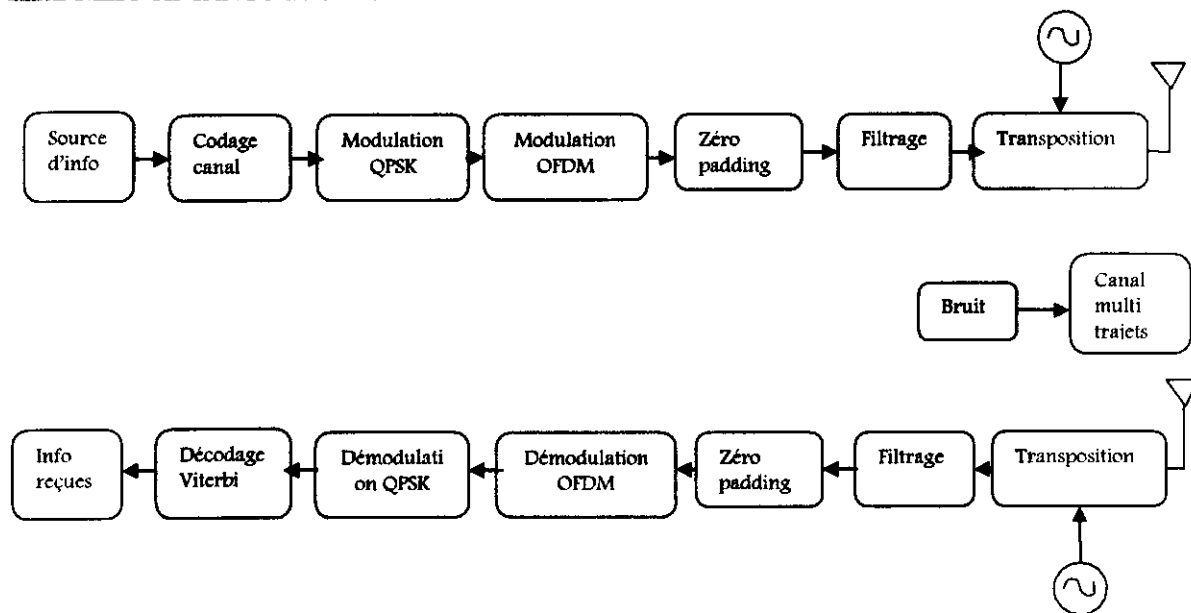 Source
d'info
Codage
canal
Modulation
QPSK
Modulation
OFDM
Zéro
padding
Filtrage
Transposition
Bruit
Canal
multi
trajets
Info
reçues
Décodage
Viterbi
Démodulati
on QPSK
Démodulation
OFDM
Zéro
padding
Filtrage
Transposition